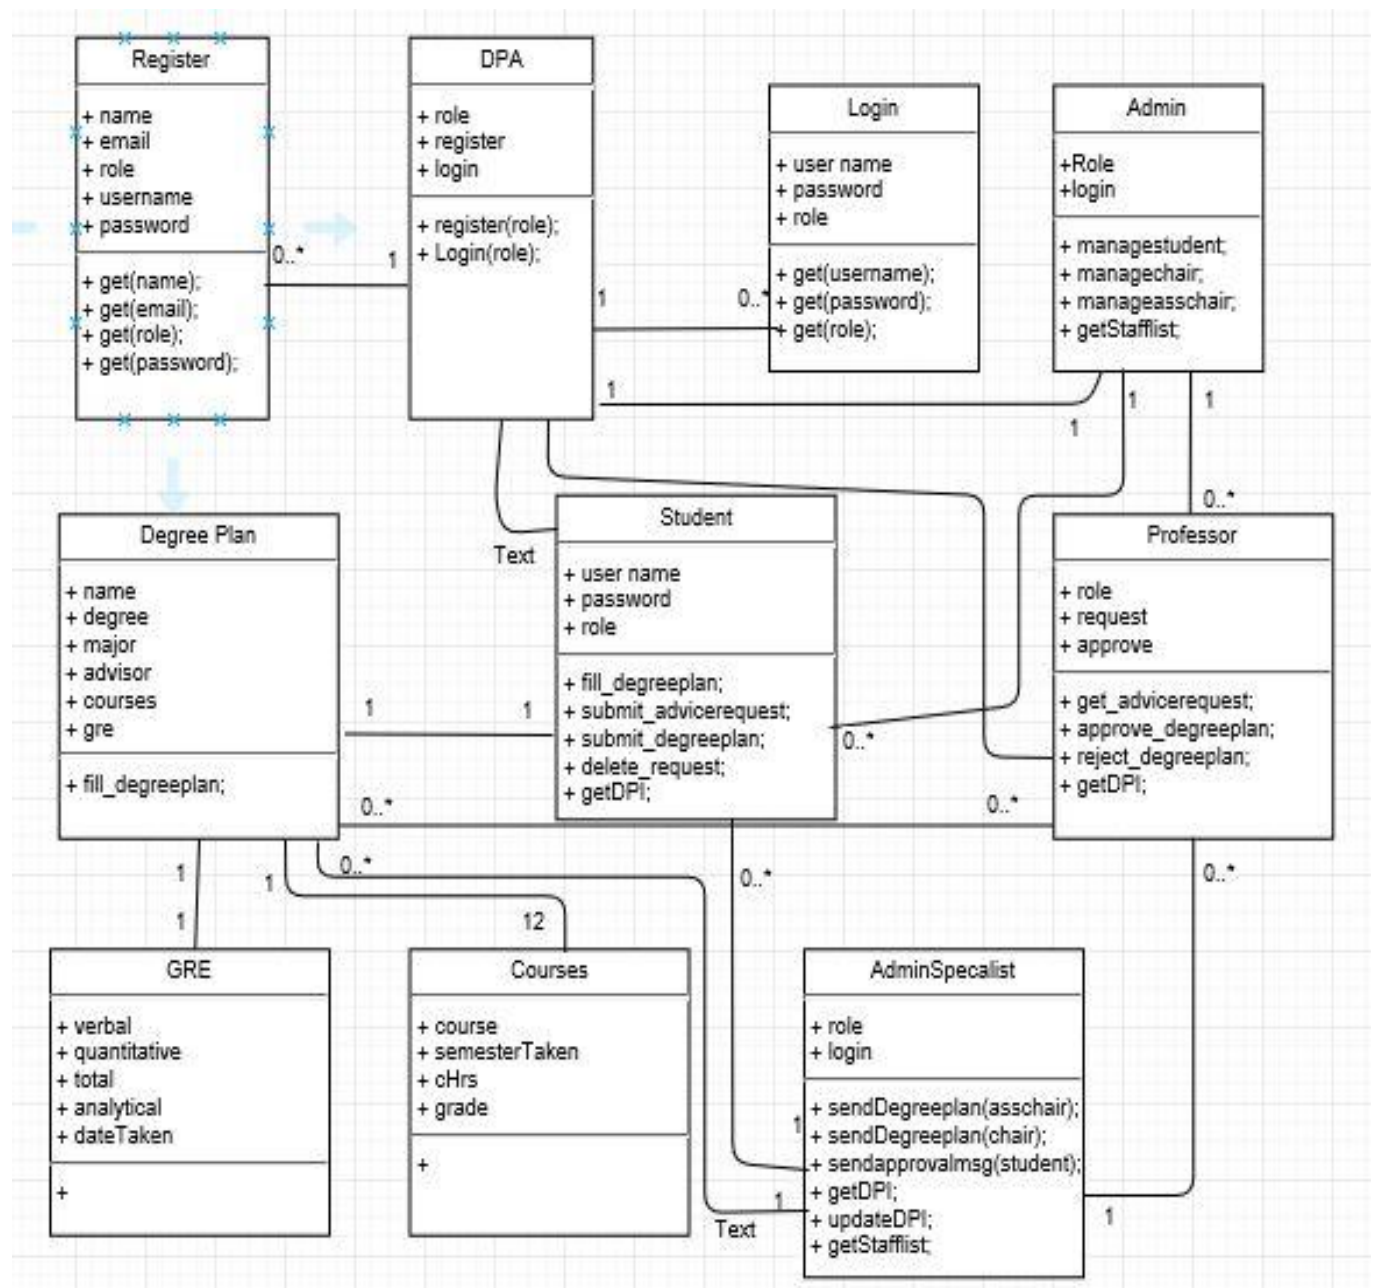 Register
+ name
+ email
+ role
+ username
+ password
+ get(name);
+ get(email);
+ get(role);
+ get(password);
0..*
1
DPA
+ role
+ register
+ login
+ register(role);
+ Login(role);
1
0..*
Login
+ user name
+ password
+ role
+ get(username);
+ get(password);
+ get(role);
Admin
+Role
+login
+ managestudent;
+ managechair;
+ manageasschair;
+ getStafflist;
1
1
1
1
0..*
Degree Plan
+ name
+ degree
+ major
+ advisor
+ courses
+ gre
+ fill_degreeplan;
Text
1
1
Student
+ user name
+ password
+ role
+ fill_degreeplan;
+ submit_advicerequest;
+ submit_degreeplan;
+ delete_request;
+ getDPI;
0..*
Professor
+ role
+ request
+ approve
+ get_advicerequest;
+ approve_degreeplan;
+ reject_degreeplan;
+ getDPI;
0..*
0..*
1
1
1
0..*
12
0..*
0..*
GRE
+ verbal
+ quantitative
+ total
+ analytical
+ dateTaken
+
Courses
+ course
+ semesterTaken
+ cHrs
+ grade
+
AdminSpecalist
+ role
+ login
+ sendDegreeplan(asschair);
+ sendDegreeplan(chair);
+ sendapprovalmsg(student);
+ getDPI;
+ updateDPI;
+ getStafflist;
1
1
Text
1